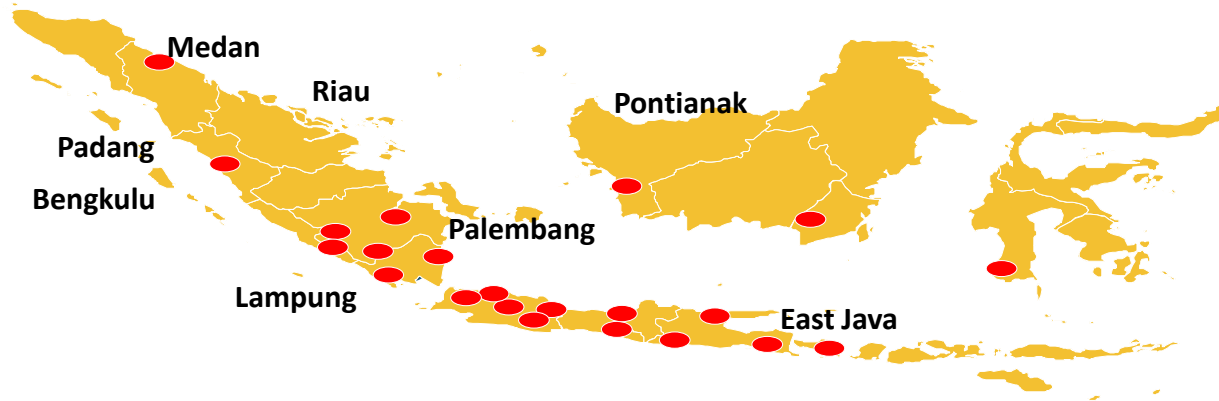 Medan
Riau
Pontianak
Padang
Bengkulu
Palembang
Lampung
East Java